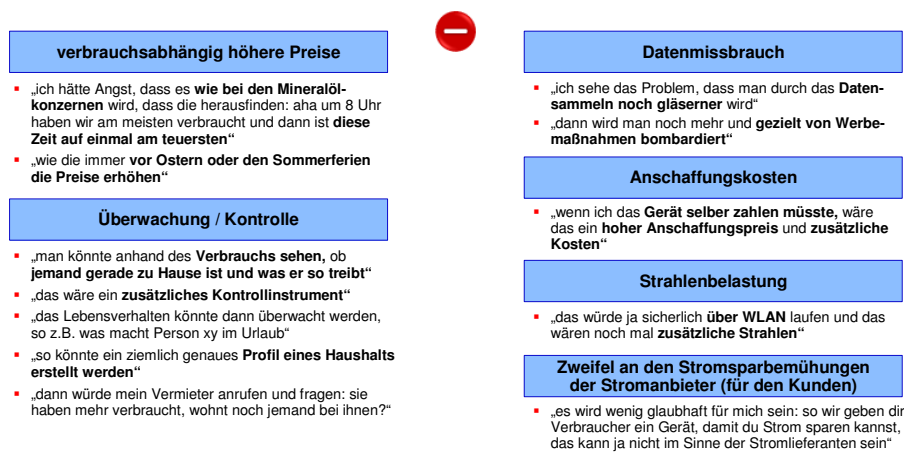 verbrauchsabhängig höhere Preise
„ich hätte Angst, dass es wie bei den Mineralöl-
konzernen wird, dass die herausfinden: aha um 8 Uhr
haben wir am meisten verbraucht und dann ist diese
Zeit auf einmal am teuersten“
„wie die immer vor Ostern oder den Sommerferien
die Preise erhöhen“
Überwachung / Kontrolle
„man könnte anhand des Verbrauchs sehen, ob
jemand gerade zu Hause ist und was er so treibt“
„das wäre ein zusätzliches Kontrollinstrument“
„das Lebensverhalten könnte dann überwacht werden,
so z.B. was macht Person xy im Urlaub“
„so könnte ein ziemlich genaues Profil eines Haushalts
erstellt werden“
„dann würde mein Vermieter anrufen und fragen: sie
haben mehr verbraucht, wohnt noch jemand bei ihnen?“
Datenmissbrauch
„ich sehe das Problem, dass man durch das Daten-
sammeln noch gläserner wird“
„dann wird man noch mehr und gezielt von Werbe-
maßnahmen bombardiert“
Anschaffungskosten
„wenn ich das Gerät selber zahlen müsste, wäre
das ein hoher Anschaffungspreis und zusätzliche
Kosten“
Strahlenbelastung
„das würde ja sicherlich über WLAN laufen und das
wären noch mal zusätzliche Strahlen“
Zweifel an den Stromsparbemühungen
der Stromanbieter (für den Kunden)
„es wird wenig glaubhaft für mich sein: so wir geben dir
Verbraucher ein Gerät, damit du Strom sparen kannst,
das kann ja nicht im Sinne der Stromlieferanten sein“